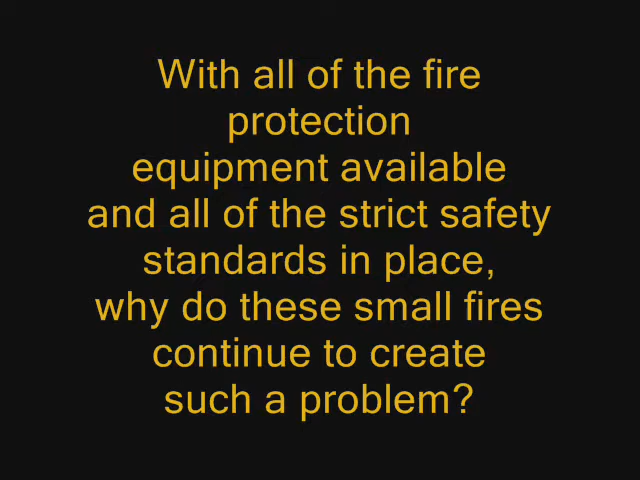 With all of the fire
protection
equipment available
and all of the strict safety
standards in place,
why do these small fires
continue to create
such a problem?